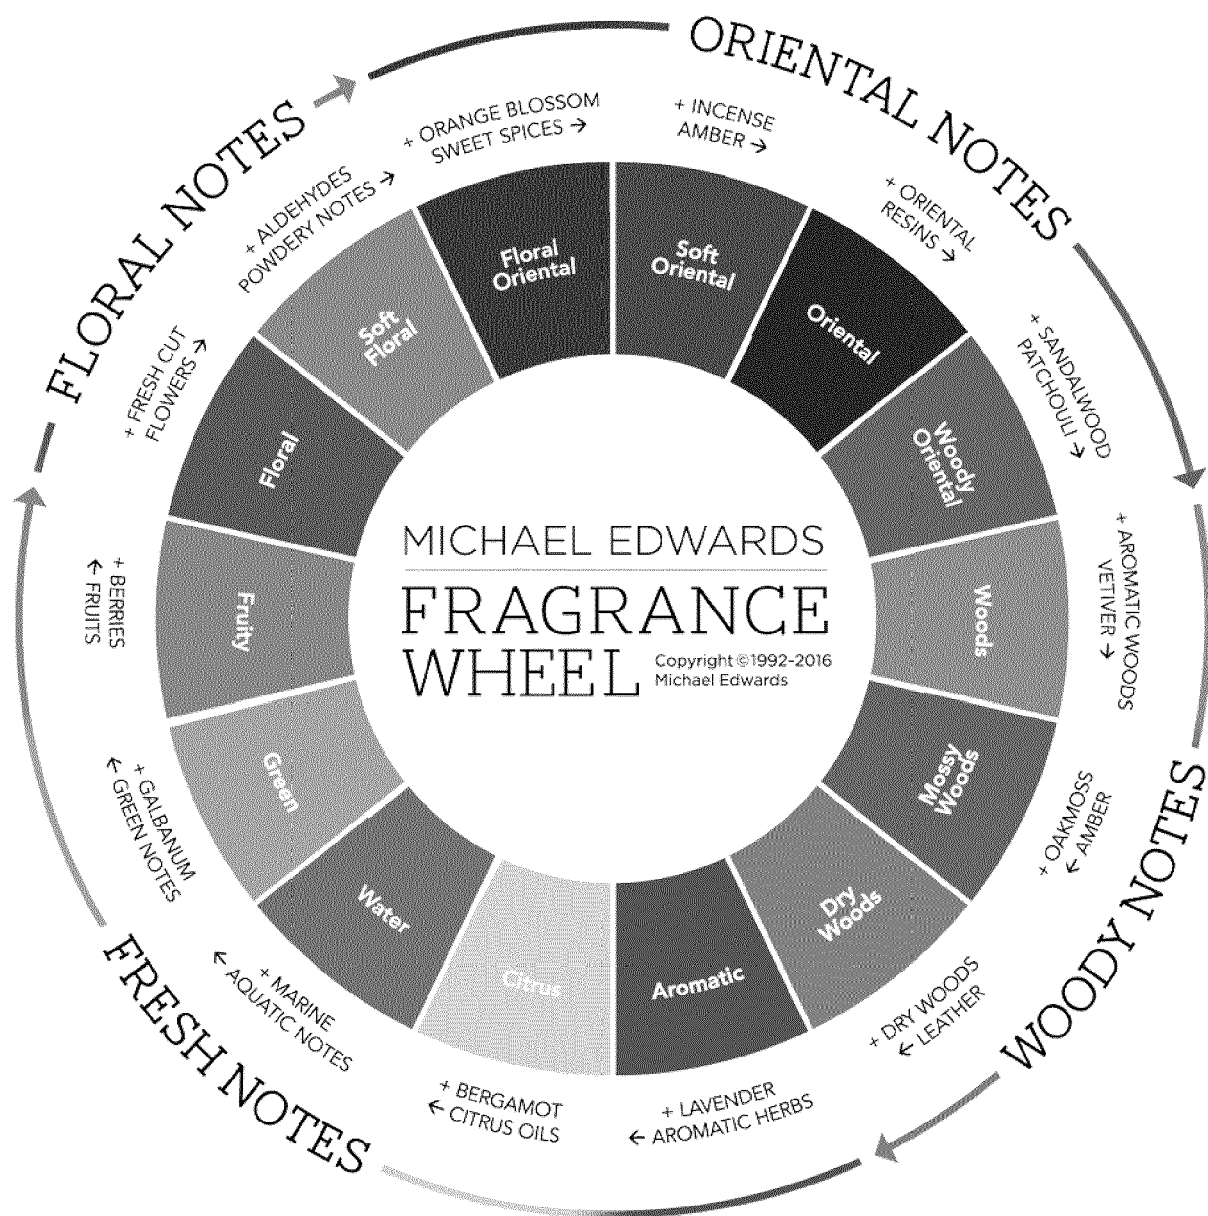 ORIENTAL NOTES
+ ORANGE BLOSSOM
SWEET SPICES →
+ INCENSE
AMBER →
+ ORIENTAL
RESINS →
+ SANDALWOOD
PATCHOULI →
+ AROMATIC WOODS
VETIVER →
WOODY NOTES
+ OAKMOSS
← AMBER
+ DRY WOODS
← LEATHER
+ LAVENDER
← AROMATIC HERBS
+ BERGAMOT
← CITRUS OILS
FRESH NOTES
+ MARINE
← AQUATIC NOTES
+ GALBANUM
← GREEN NOTES
+ BERRIES
← FRUITS
FLORAL NOTES
+ FRESH CUT
FLOWERS →
+ ALDEHYDES
POWDERY NOTES →
Floral
Oriental
Soft
Oriental
Oriental
Woody
Oriental
Woods
Mossy
Woods
Dry
Woods
Aromatic
Citrus
Water
Green
Fruity
Floral
Soft
Floral
MICHAEL EDWARDS
FRAGRANCE
WHEEL
Copyright ©1992-2016
Michael Edwards